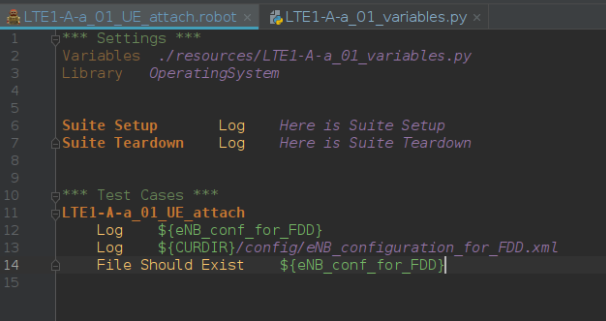 LTE1-A-a_01_UE_attach.robot × LTE1-A-a_01_variables.py ×
1 *** Settings ***
2 Variables ./resources/LTE1-A-a_01_variables.py
3 Library OperatingSystem
4
5
6 Suite Setup Log Here is Suite Setup
7 Suite Teardown Log Here is Suite Teardown
8
9
10 *** Test Cases ***
11 LTE1-A-a_01_UE_attach
12 Log ${eNB_conf_for_FDD}
13 Log ${CURDIR}/config/eNB_configuration_for_FDD.xml
14 File Should Exist ${eNB_conf_for_FDD}
15